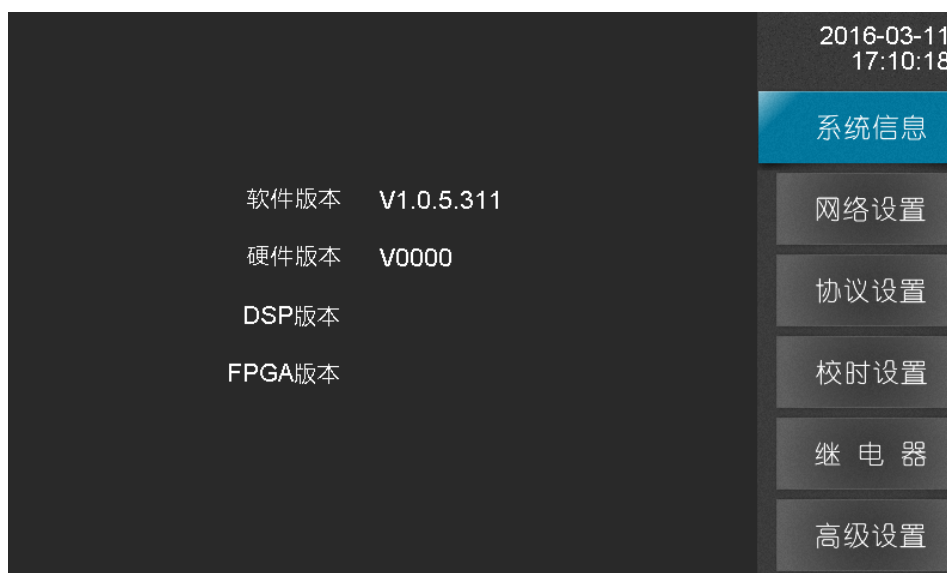 2016-03-11
17:10:18
系统信息
软件版本 V1.0.5.311
网络设置
硬件版本 V0000
协议设置
DSP版本
FPGA版本
校时设置
继电器
高级设置